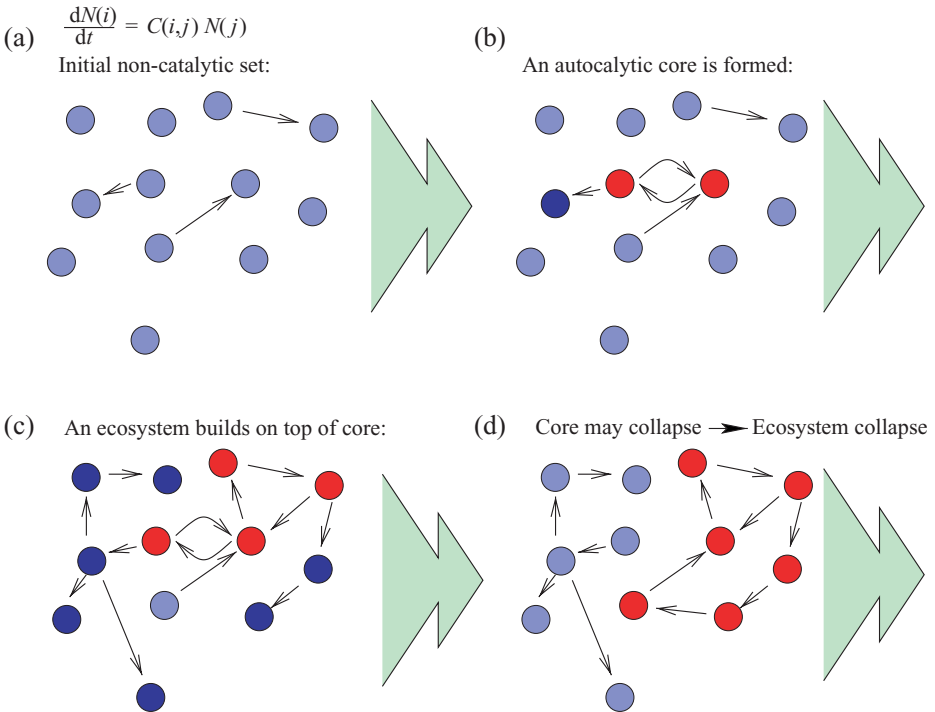 (a) dN(i)/dt = C(i,j) N(j)
Initial non-catalytic set:
(b)
An autocalytic core is formed:
(c) An ecosystem builds on top of core:
(d) Core may collapse → Ecosystem collapse